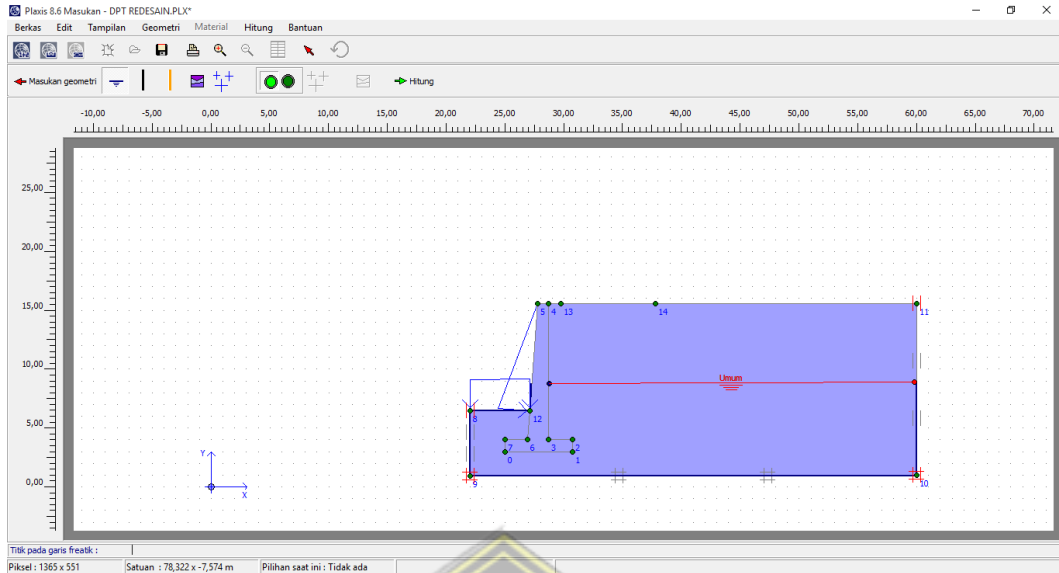 Plaxis 8.6 Masukan - DPT REDESAIN.PLX*
Berkas Edit Tampilan Geometri Material Hitung Bantuan
Masukan geometri Hitung
-10,00 -5,00 0,00 5,00 10,00 15,00 20,00 25,00 30,00 35,00 40,00 45,00 50,00 55,00 60,00 65,00 70,00
25,00
20,00
15,00
5 4 13 14 11
10,00
Umum
5,00
8 12
7 6 3 2
0 1
Y
0,00
X
9 10
Titik pada garis freatik :
Piksel : 1365 x 551 Satuan : 78,322 x -7,574 m Pilihan saat ini : Tidak ada